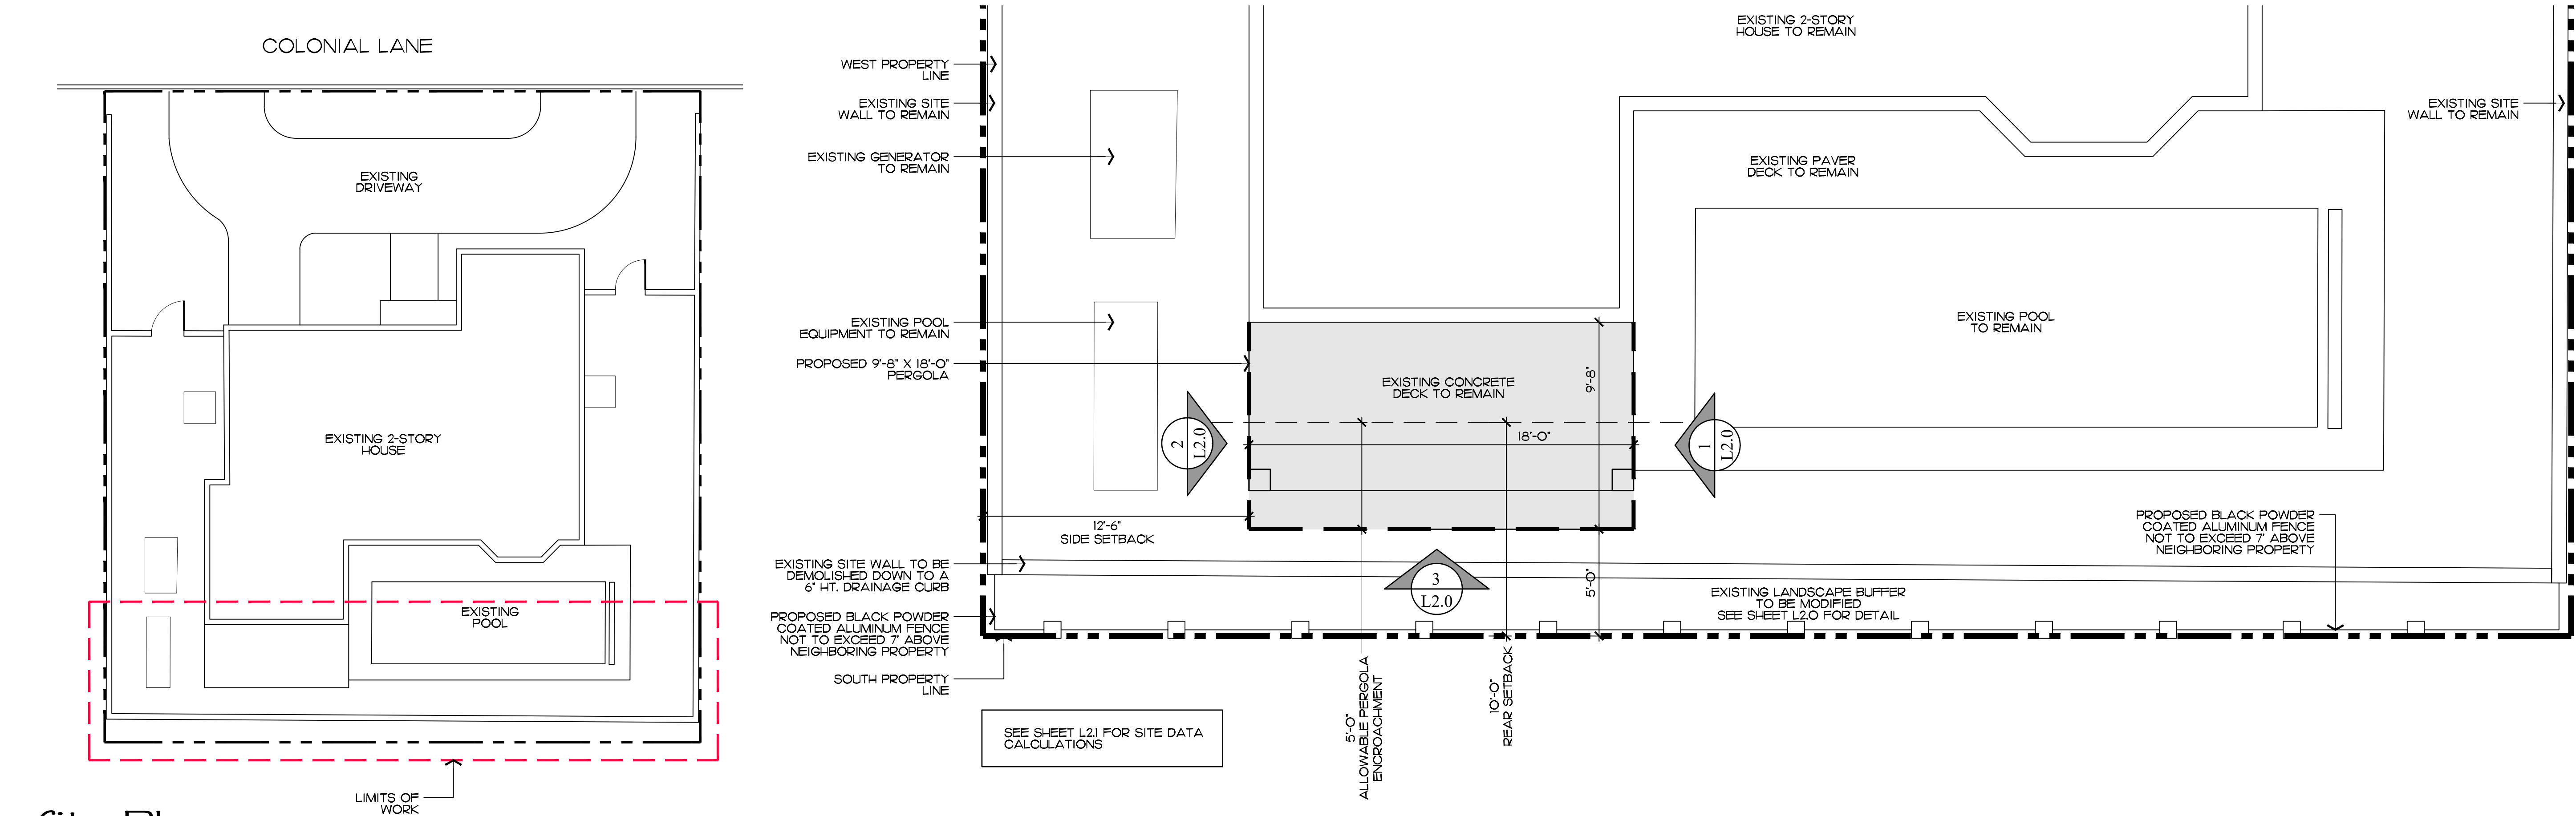 COLONIAL LANE
EXISTING
DRIVEWAY
EXISTING 2-STORY
HOUSE
EXISTING
POOL
LIMITS OF
WORK
WEST PROPERTY
LINE
EXISTING SITE
WALL TO REMAIN
EXISTING GENERATOR
TO REMAIN
EXISTING POOL
EQUIPMENT TO REMAIN
PROPOSED 9'-8" X 18'-0"
PERGOLA
EXISTING SITE WALL TO BE
DEMOLISHED DOWN TO A
6" HT. DRAINAGE CURB
PROPOSED BLACK POWDER
COATED ALUMINUM FENCE
NOT TO EXCEED 7' ABOVE
NEIGHBORING PROPERTY
SOUTH PROPERTY
LINE
12'-6"
SIDE SETBACK
2
L2.0
EXISTING CONCRETE
DECK TO REMAIN
9'-8"
18'-0"
1
L2.0
3
L2.0
5'-0"
5'-0"
ALLOWABLE PERGOLA
ENCROACHMENT
10'-0"
REAR SETBACK
SEE SHEET L2.1 FOR SITE DATA
CALCULATIONS
EXISTING 2-STORY
HOUSE TO REMAIN
EXISTING PAVER
DECK TO REMAIN
EXISTING POOL
TO REMAIN
EXISTING SITE
WALL TO REMAIN
PROPOSED BLACK POWDER
COATED ALUMINUM FENCE
NOT TO EXCEED 7' ABOVE
NEIGHBORING PROPERTY
EXISTING LANDSCAPE BUFFER
TO BE MODIFIED
SEE SHEET L2.0 FOR DETAIL